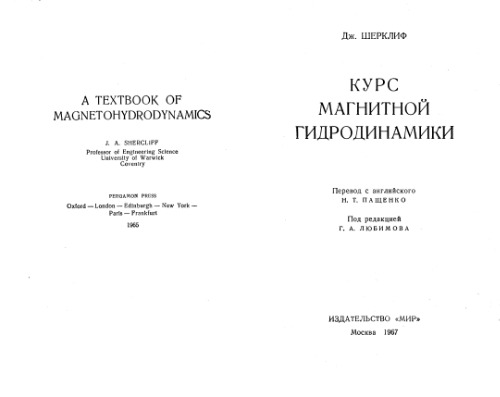 A TEXTBOOK OF
MAGNETOHYDRODYNAMICS
J. A. SHERCLIFF
Professor of Engineering Science
University of Warwick
Coventry
PERGAMON PRESS
Oxford — London — Edinburgh — New York —
Paris — Frankfurt
1965
Дж. ШЕРКЛИФ
КУРС
МАГНИТНОЙ
ГИДРОДИНАМИКИ
Перевод с английского
Н. Т. ПАЩЕНКО
Под редакцией
Г. А. ЛЮБИМОВА
ИЗДАТЕЛЬСТВО «МИР»
Москва 1967